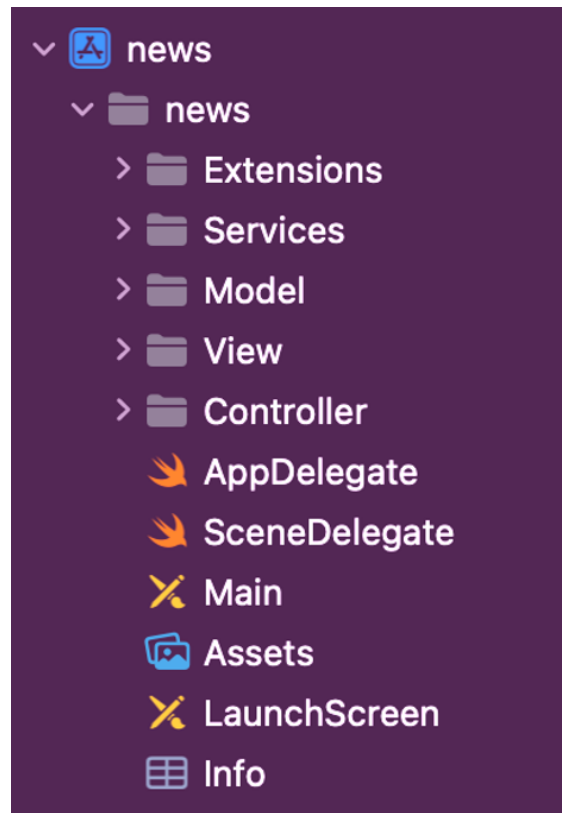 news
news
Extensions
Services
Model
View
Controller
AppDelegate
SceneDelegate
Main
Assets
LaunchScreen
Info